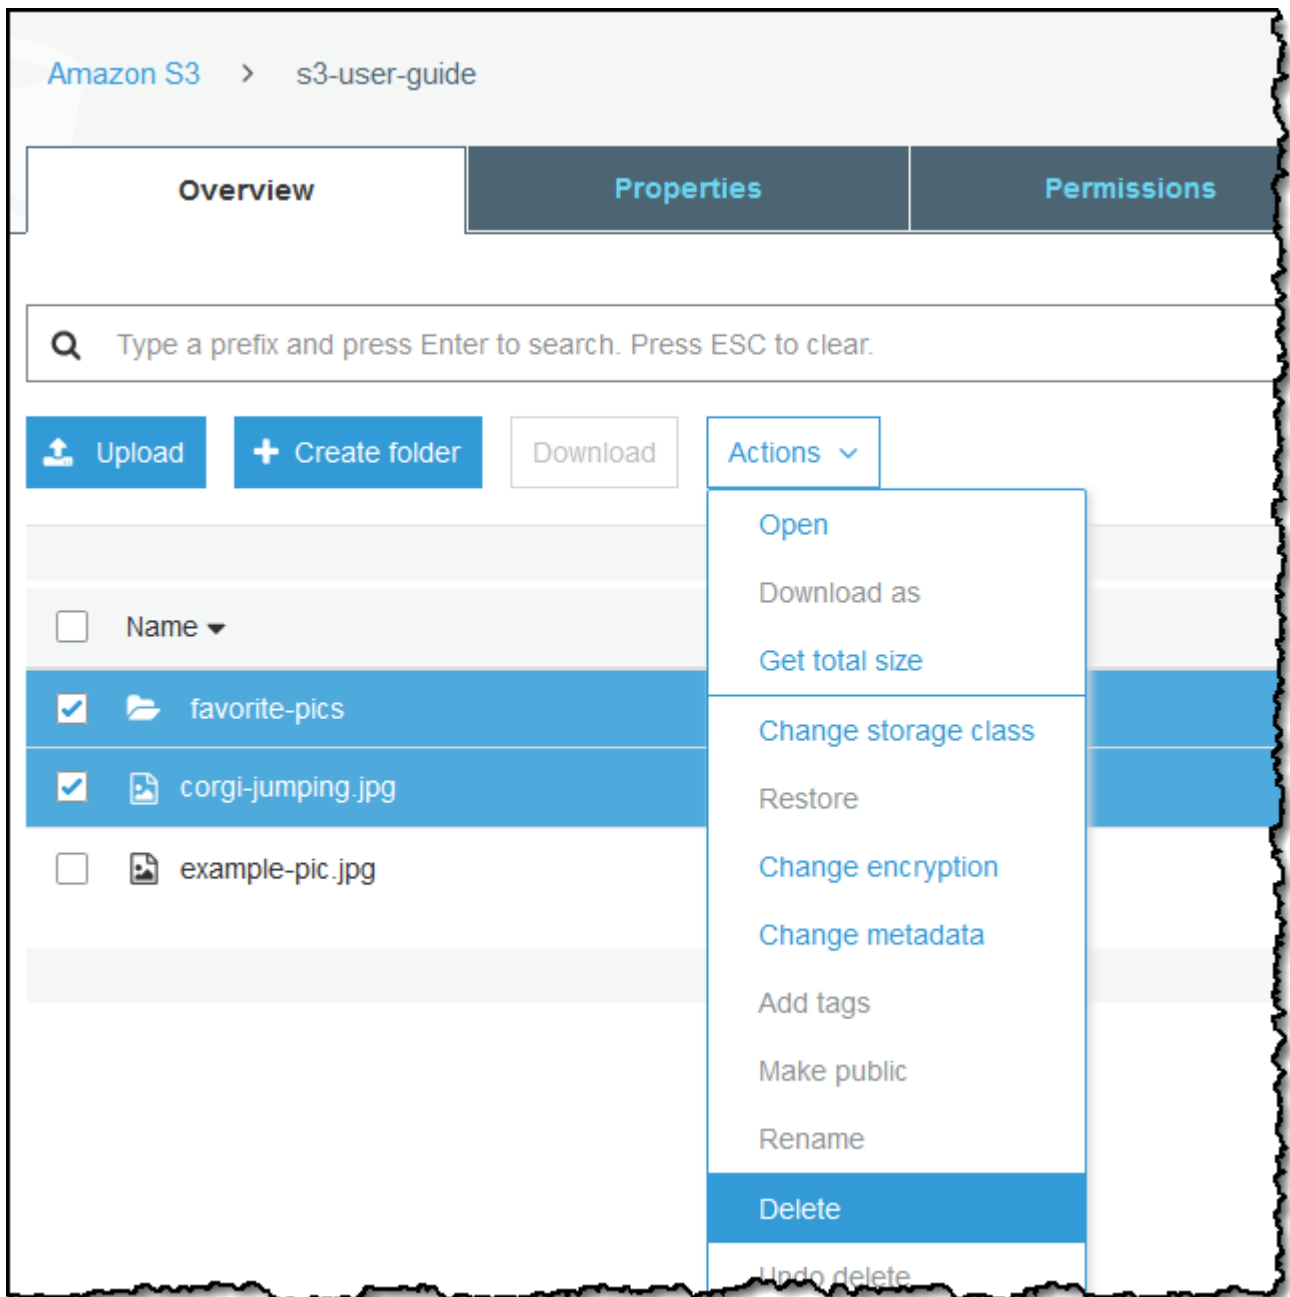 Amazon S3 > s3-user-guide
Overview Properties Permissions
Type a prefix and press Enter to search. Press ESC to clear.
Upload + Create folder Download Actions
Open
Download as
Get total size
Name
favorite-pics
Change storage class
corgi-jumping.jpg
Restore
example-pic.jpg
Change encryption
Change metadata
Add tags
Make public
Rename
Delete
Undo delete